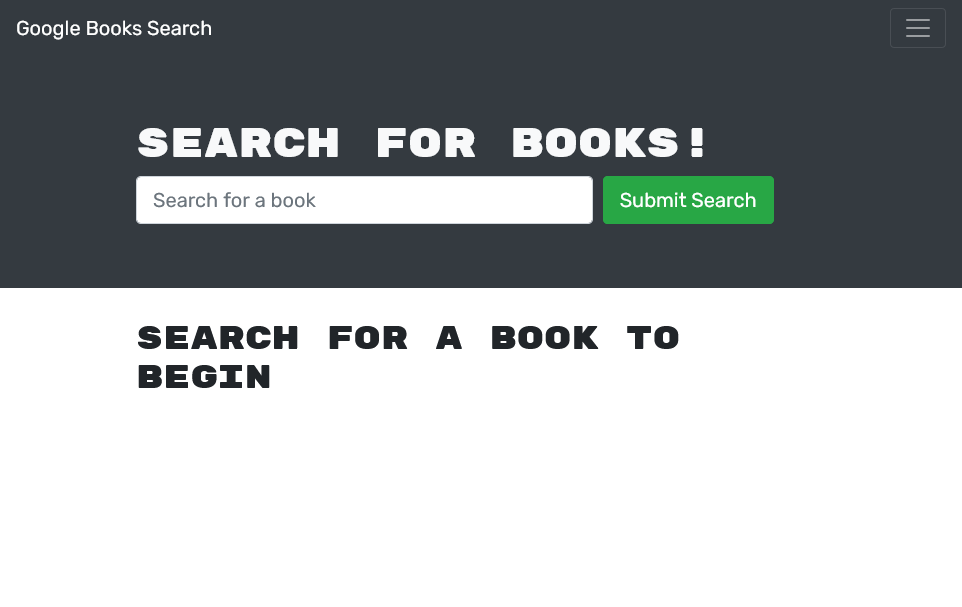 Google Books Search
SEARCH FOR BOOKS!
Search for a book
Submit Search
SEARCH FOR A BOOK TO
BEGIN